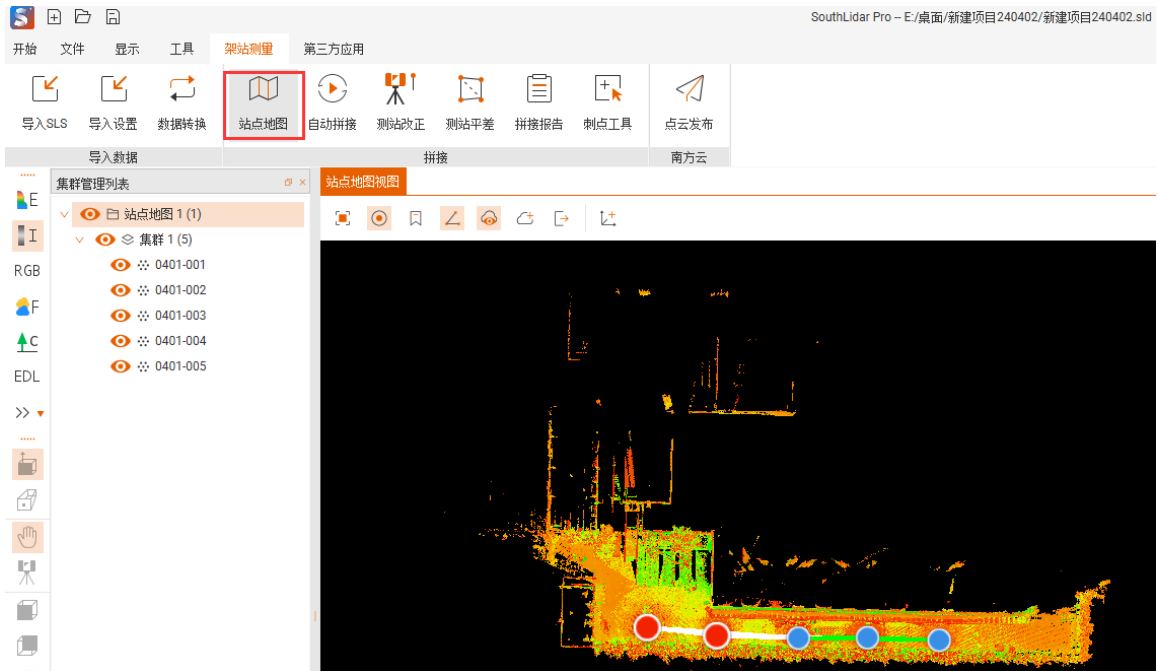 SouthLidar Pro – E:/桌面/新建项目240402/新建项目240402.sld
开始 文件 显示 工具 架站测量 第三方应用
导入SLS 导入设置 数据转换 站点地图 自动拼接 测站改正 测站平差 拼接报告 刺点工具 点云发布
导入数据 拼接 南方云
集群管理列表 站点地图视图
E
站点地图 1 (1)
I
集群 1 (5)
0401-001
RGB
0401-002
F
0401-003
C
0401-004
EDL
0401-005